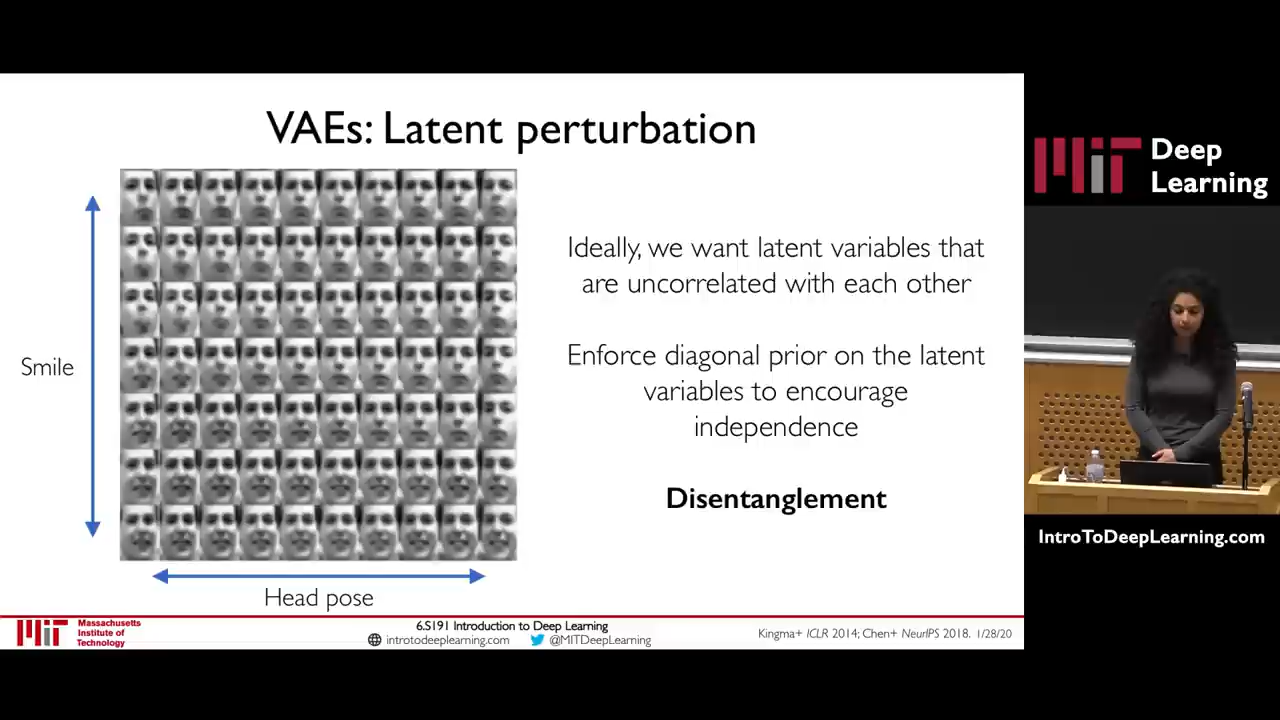 VAEs: Latent perturbation
Smile
Head pose
Ideally, we want latent variables that
are uncorrelated with each other
Enforce diagonal prior on the latent
variables to encourage
independence
Disentanglement
MIT
Massachusetts
Institute of
Technology
6.S191 Introduction to Deep Learning
introtodeeplearning.com
@MITDeepLearning
Kingma+ ICLR 2014; Chen+ NeurIPS 2018. 1/28/20
MIT
Deep
Learning
IntroToDeepLearning.com